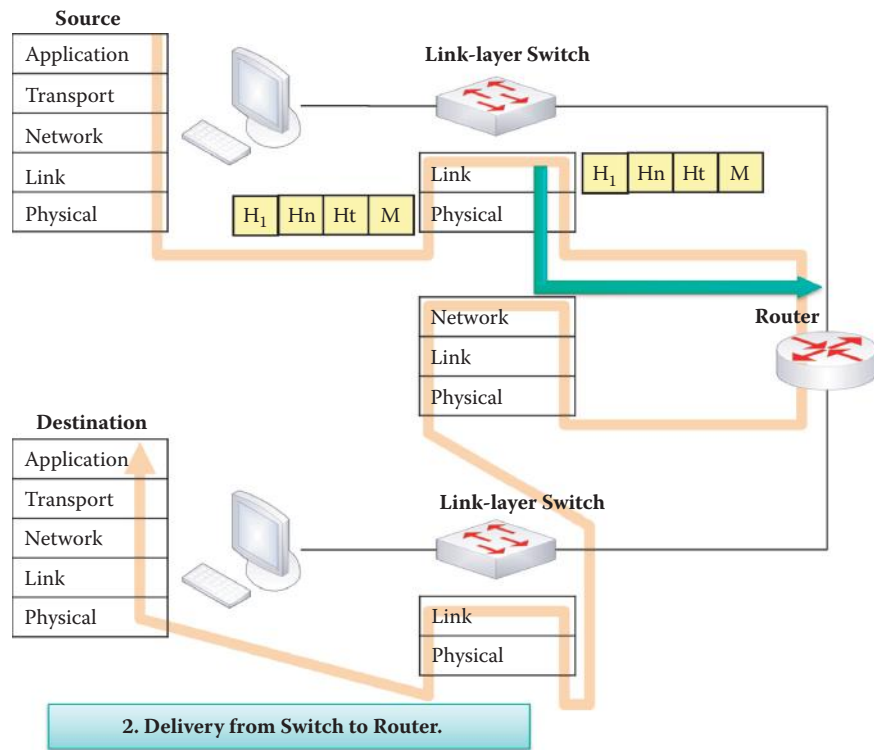 Source
Application
Transport
Network
Link
Physical
Link-layer Switch
Link
Physical
H₁ Hn Ht M
H₁ Hn Ht M
Network
Link
Physical
Router
Destination
Application
Transport
Network
Link
Physical
Link-layer Switch
Link
Physical
2. Delivery from Switch to Router.